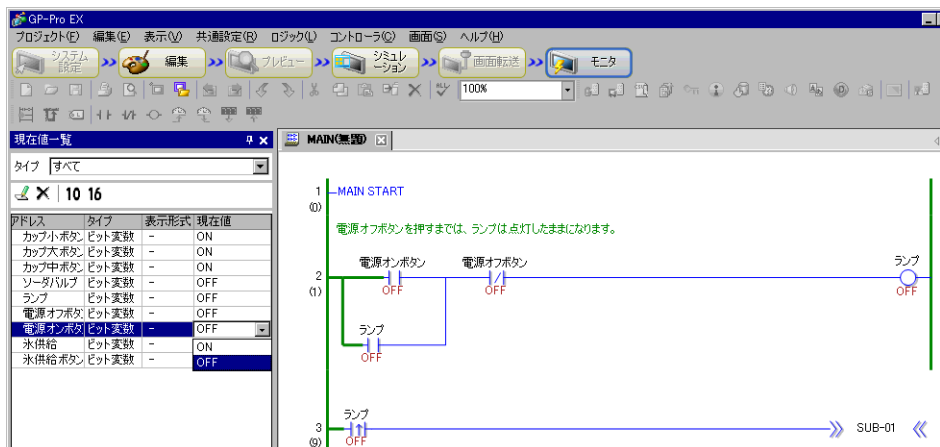 GP-Pro EX
プロジェクト(F) 編集(E) 表示(V) 共通設定(R) ロジック(L) コントローラ(C) 画面(S) ヘルプ(H)
システム設定 >> 編集 >> プレビュー >> シミュレーション >> 画面転送 >> モニタ
100%
現在値一覧
MAIN(無題)
タイプ すべて
10 16
アドレス タイプ 表示形式 現在値
カップ小ボタン ビット変数 - ON
カップ大ボタン ビット変数 - ON
カップ中ボタン ビット変数 - ON
ソーダバルブ ビット変数 - OFF
ランプ ビット変数 - OFF
電源オフボタ ビット変数 - OFF
電源オンボタ ビット変数 - OFF
氷供給 ビット変数 - ON
氷供給ボタン ビット変数 - OFF
1 MAIN START
(0)
電源オフボタンを押すまでは、ランプは点灯したままになります。
電源オンボタン 電源オフボタン ランプ
2
(1) OFF OFF OFF
ランプ
OFF
ランプ
3 SUB-01
(9) OFF